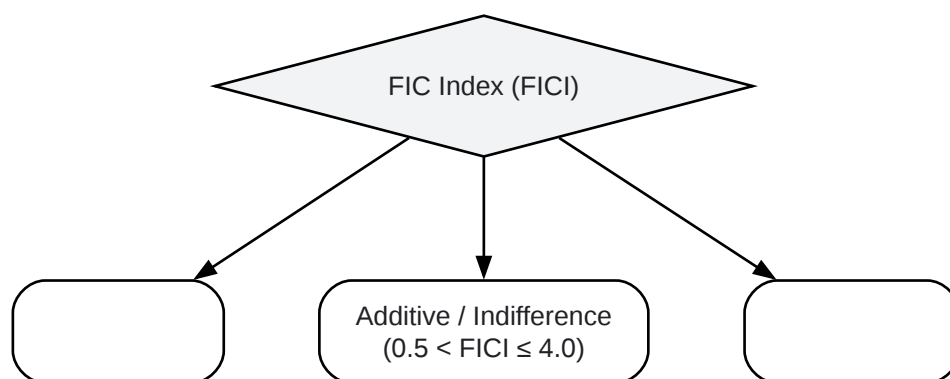 FIC Index (FICI)
Additive / Indifference
(0.5 < FICI ≤ 4.0)